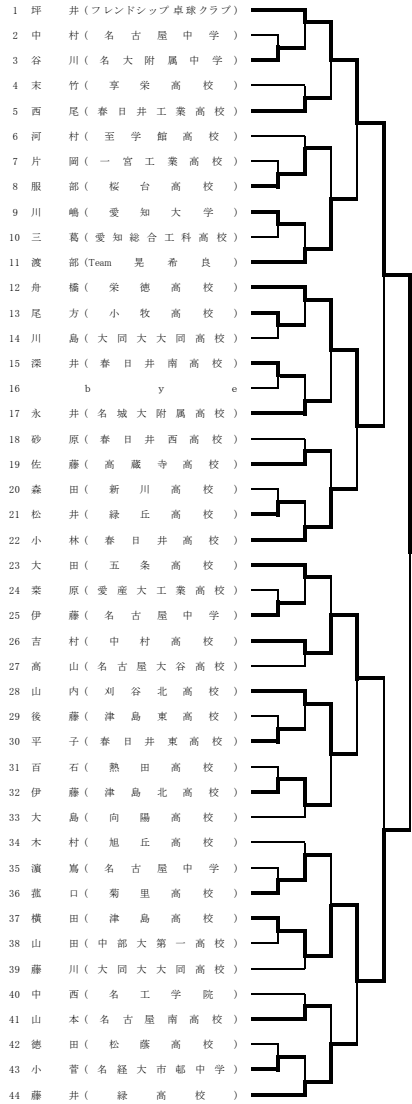 1 坪井(フレンドシップ卓球クラブ)
2 中村(名古屋中学)
3 谷川(名大附属中学)
4 末竹(享栄高校)
5 西尾(春日井工業高校)
6 河村(至学館高校)
7 片岡(一宮工業高校)
8 服部(桜台高校)
9 川嶋(愛知大学)
10 三葛(愛知総合工科高校)
11 渡部(Team 晃希良)
12 舟橋(栄徳高校)
13 尾方(小牧高校)
14 川島(大同大大同高校)
15 深井(春日井南高校)
16 bye
17 永井(名城大附属高校)
18 砂原(春日井西高校)
19 佐藤(高蔵寺高校)
20 森田(新川高校)
21 松井(緑丘高校)
22 小林(春日井高校)
23 大田(五条高校)
24 栗原(愛産大工業高校)
25 伊藤(名古屋中学)
26 吉村(中村高校)
27 高山(名古屋大谷高校)
28 山内(刈谷北高校)
29 後藤(津島東高校)
30 平子(春日井東高校)
31 百石(熱田高校)
32 伊藤(津島北高校)
33 大島(向陽高校)
34 木村(旭丘高校)
35 濵嶌(名古屋中学)
36 菰口(菊里高校)
37 横田(津島高校)
38 山田(中部大第一高校)
39 藤川(大同大大同高校)
40 中西(名工学院)
41 山本(名古屋南高校)
42 徳田(松蔭高校)
43 小菅(名経大市邨中学)
44 藤井(緑高校)